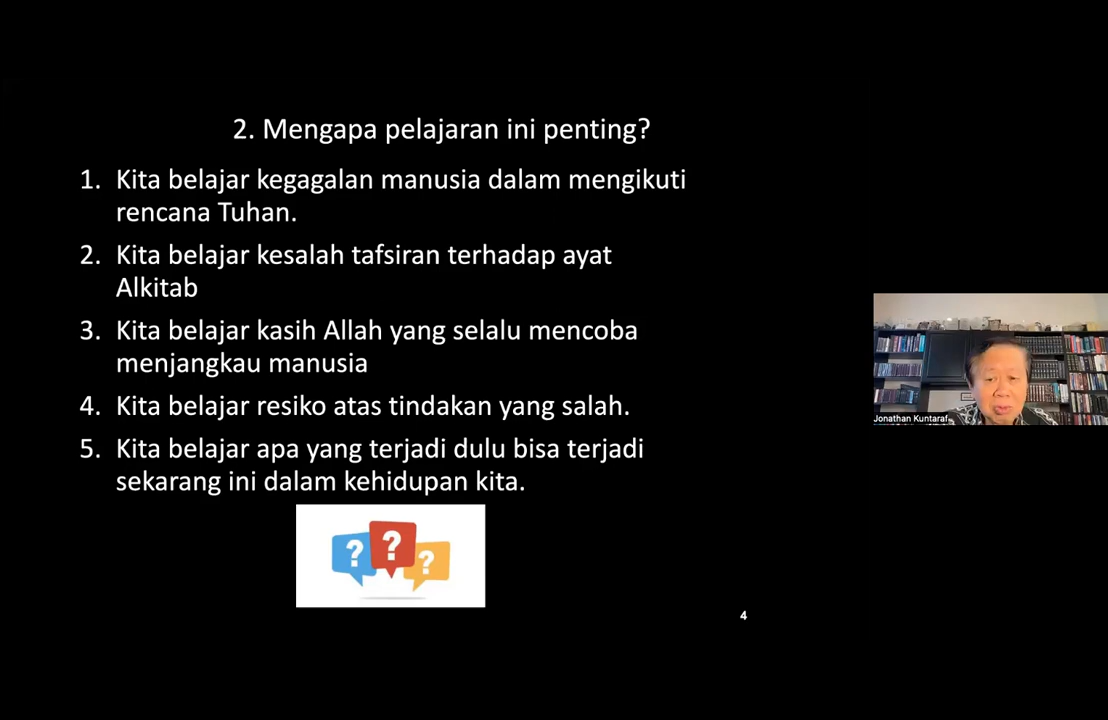 2. Mengapa pelajaran ini penting?
1. Kita belajar kegagalan manusia dalam mengikuti
rencana Tuhan.
2. Kita belajar kesalah tafsiran terhadap ayat
Alkitab
3. Kita belajar kasih Allah yang selalu mencoba
menjangkau manusia
4. Kita belajar resiko atas tindakan yang salah.
5. Kita belajar apa yang terjadi dulu bisa terjadi
sekarang ini dalam kehidupan kita.
? ? ?
4
Jonathan Kuntaraf